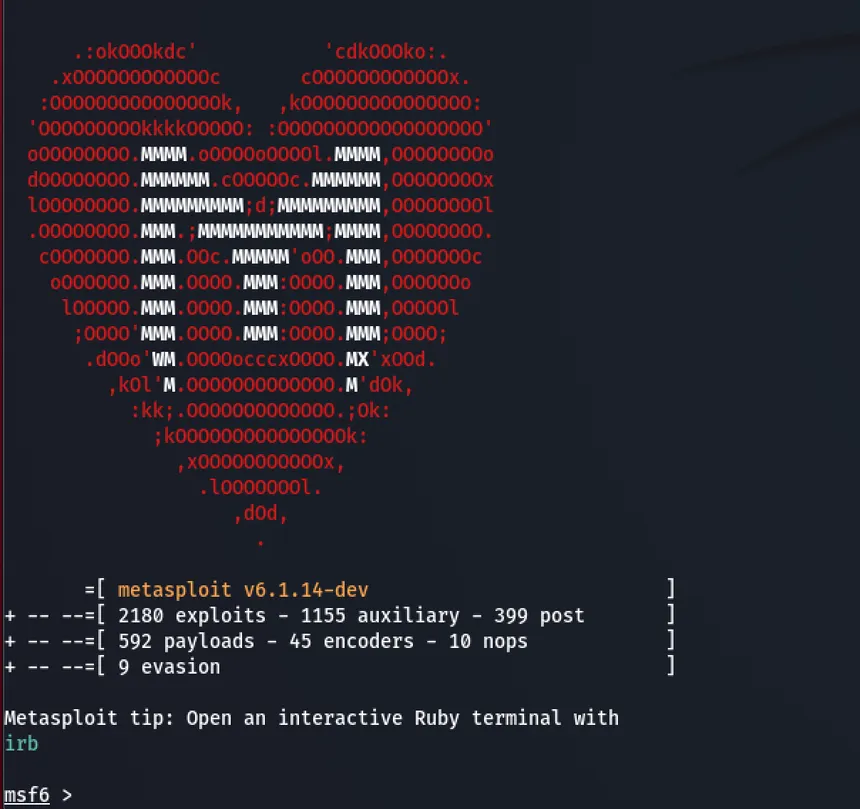 .:okOOOkdc'           'cdkOOOko:.
    .xOOOOOOOOOOOOc       cOOOOOOOOOOOOx.
   :OOOOOOOOOOOOOOOk,   ,kOOOOOOOOOOOOOOO:
  'OOOOOOOOOkkkkOOOOO: :OOOOOOOOOOOOOOOOOO'
  oOOOOOOOO.MMMM.oOOOOoOOOOl.MMMM,OOOOOOOOo
  dOOOOOOOO.MMMMMM.cOOOOOc.MMMMMM,OOOOOOOOx
  lOOOOOOOO.MMMMMMMMM;d;MMMMMMMMM,OOOOOOOOl
  .OOOOOOOO.MMM.;MMMMMMMMMMM;MMMM,OOOOOOOO.
   cOOOOOOO.MMM.OOc.MMMMM'oOO.MMM,OOOOOOOc
    oOOOOOO.MMM.OOOO.MMM:OOOO.MMM,OOOOOOo
     lOOOOO.MMM.OOOO.MMM:OOOO.MMM,OOOOOl
      ;OOOO'MMM.OOOO.MMM:OOOO.MMM;OOOO;
       .dOOo'WM.OOOOocccxOOOO.MX'xOOd.
         ,kOl'M.OOOOOOOOOOOOO.M'dOk,
           :kk;.OOOOOOOOOOOOO.;Ok:
             ;kOOOOOOOOOOOOOOOk:
               ,xOOOOOOOOOOOx,
                 .lOOOOOOOl.
                    ,dOd,
                      .
       =[ metasploit v6.1.14-dev                          ]
+ -- --=[ 2180 exploits - 1155 auxiliary - 399 post       ]
+ -- --=[ 592 payloads - 45 encoders - 10 nops            ]
+ -- --=[ 9 evasion                                       ]
Metasploit tip: Open an interactive Ruby terminal with
irb
msf6 >